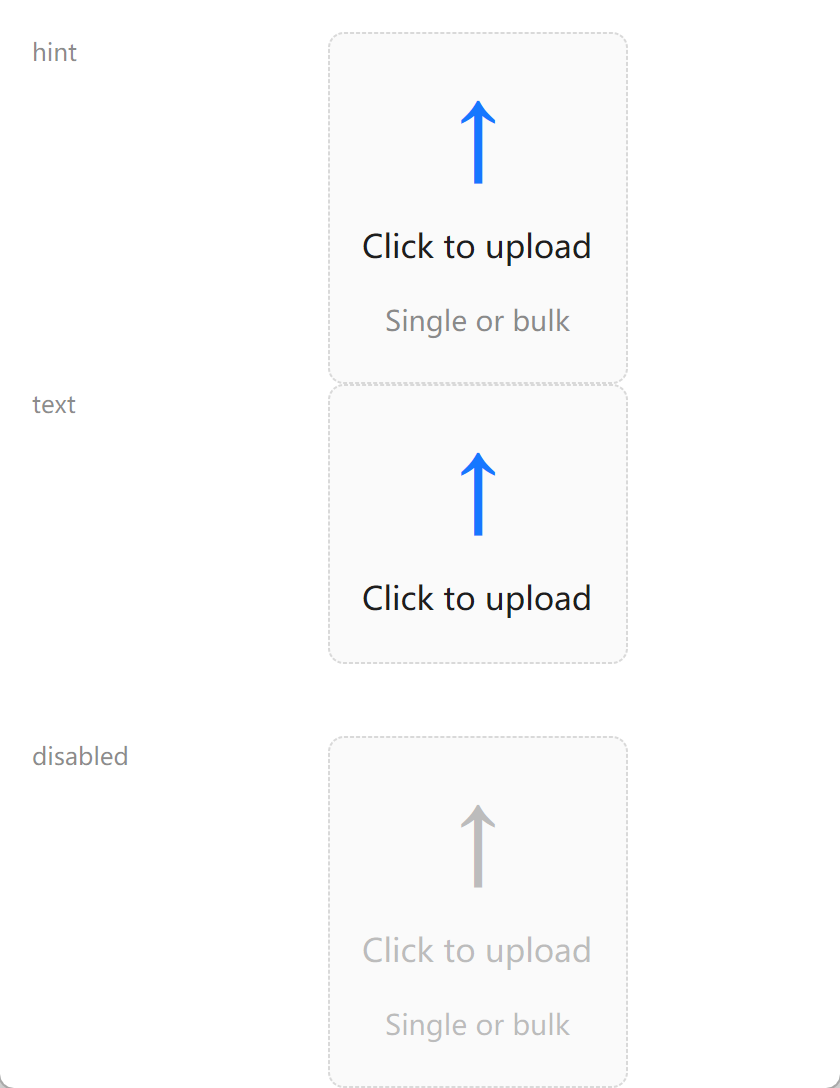 hint
Click to upload
Single or bulk
text
Click to upload
disabled
Click to upload
Single or bulk